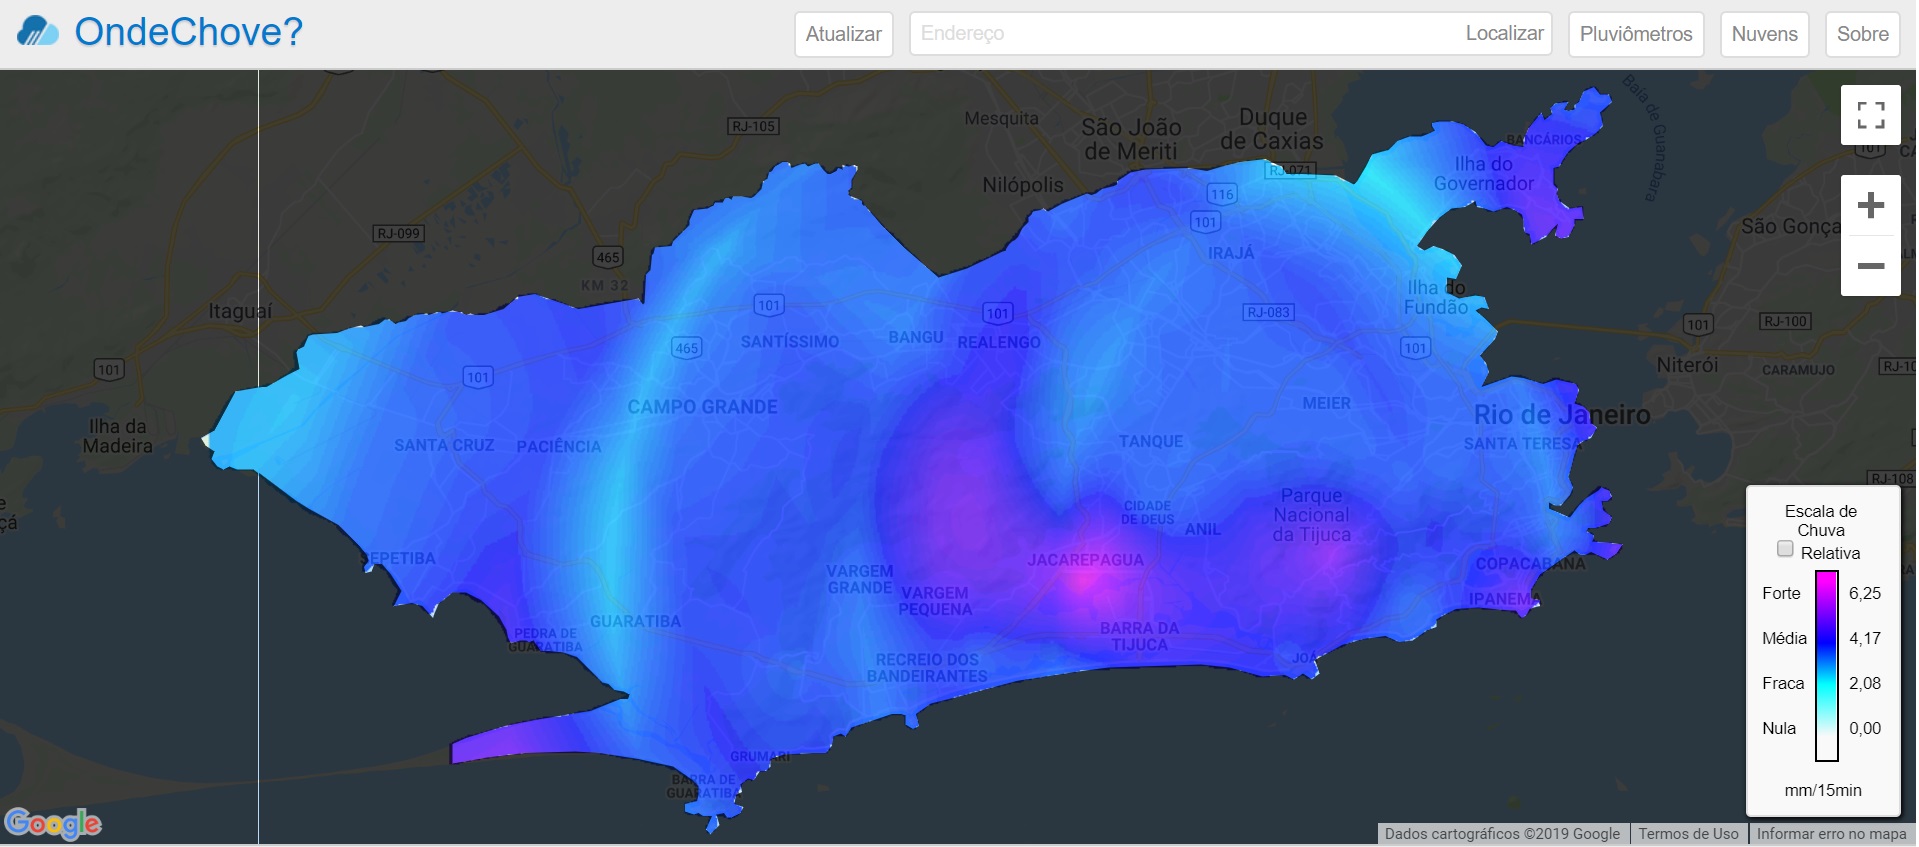 OndeChove?
Atualizar
Endereço
Localizar
Pluviômetros
Nuvens
Sobre
RJ-105
Mesquita
São João
de Meriti
Duque
de Caxias
RJ-071
BANCÁRIOS
Baía de Guanabara
101
Nilópolis
116
Ilha do
Governador
RJ-099
101
São Gonça
465
IRAJÁ
KM 32
Itaguaí
101
101
RJ-083
Ilha do
Fundão
101
RJ-100
465
SANTÍSSIMO
BANGU
REALENGO
101
Niterói
CARAMUJO
RJ-10
101
101
CAMPO GRANDE
MEIER
Rio de Janeiro
Ilha da
Madeira
SANTA CRUZ
PACIÊNCIA
TANQUE
SANTA TERESA
RJ-108
e
çá
CIDADE
DE DEUS
ANIL
Parque
Nacional
da Tijuca
SEPETIBA
JACAREPAGUA
COPACABANA
VARGEM
GRANDE
VARGEM
PEQUENA
IPANEMA
GUARATIBA
PEDRA DE
GUARATIBA
BARRA DA
TIJUCA
RECREIO DOS
BANDEIRANTES
JOÁ
GRUMARI
BARRA DE
GUARATIBA
Escala de
Chuva
Relativa
Forte 6,25
Média 4,17
Fraca 2,08
Nula 0,00
mm/15min
Google
Dados cartográficos ©2019 Google
Termos de Uso
Informar erro no mapa